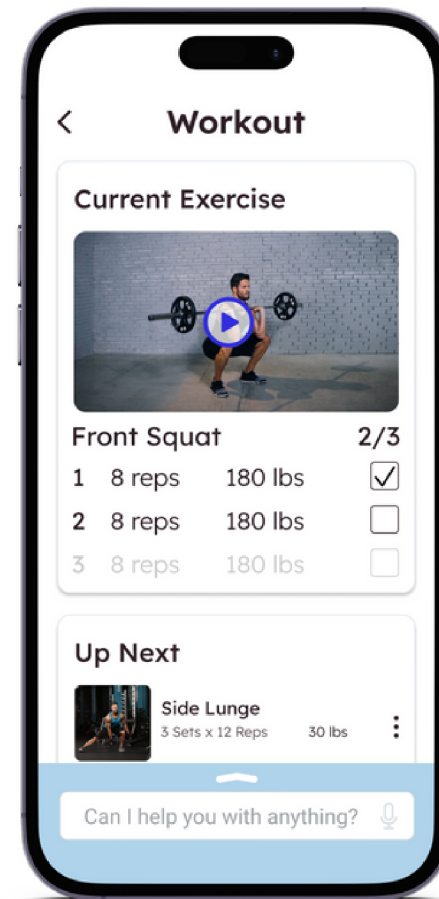 Workout
Current Exercise
Front Squat 2/3
1 8 reps 180 lbs
2 8 reps 180 lbs
3 8 reps 180 lbs
Up Next
Side Lunge
3 Sets x 12 Reps 30 lbs
Can I help you with anything?